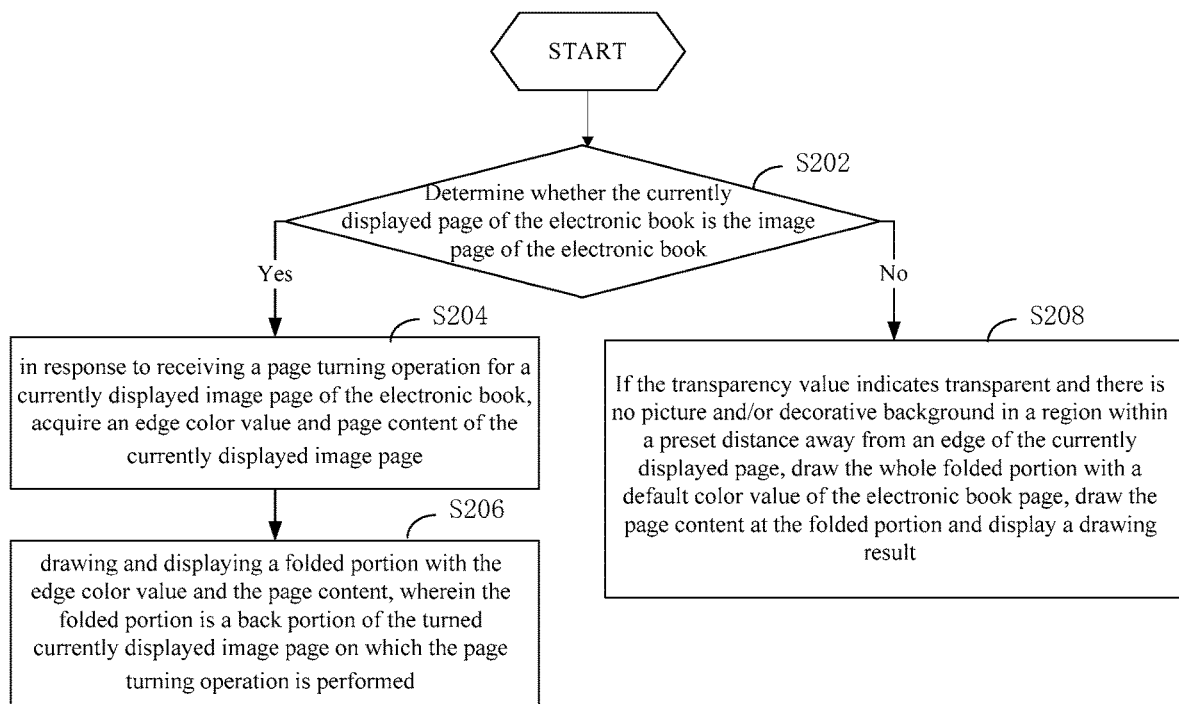 START
S202
Determine whether the currently
displayed page of the electronic book is the image
page of the electronic book
Yes
No
S204
in response to receiving a page turning operation for a
currently displayed image page of the electronic book,
acquire an edge color value and page content of the
currently displayed image page
S206
drawing and displaying a folded portion with the
edge color value and the page content, wherein the
folded portion is a back portion of the turned
currently displayed image page on which the page
turning operation is performed
S208
If the transparency value indicates transparent and there is
no picture and/or decorative background in a region within
a preset distance away from an edge of the currently
displayed page, draw the whole folded portion with a
default color value of the electronic book page, draw the
page content at the folded portion and display a drawing
result